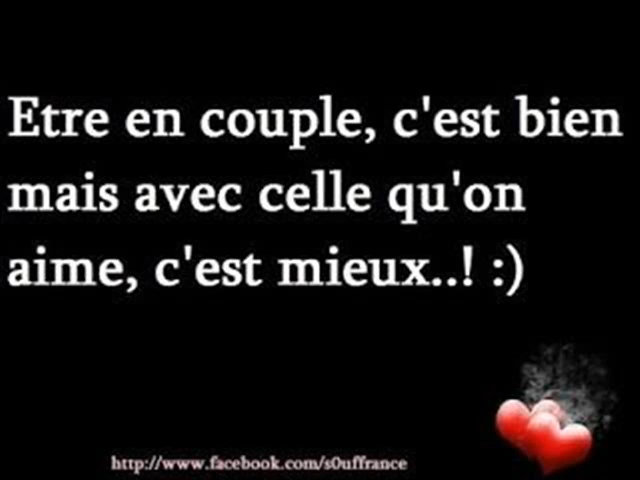 Etre en couple, c'est bien
mais avec celle qu'on
aime, c'est mieux..! :)
http://www.facebook.com/s0uffrance